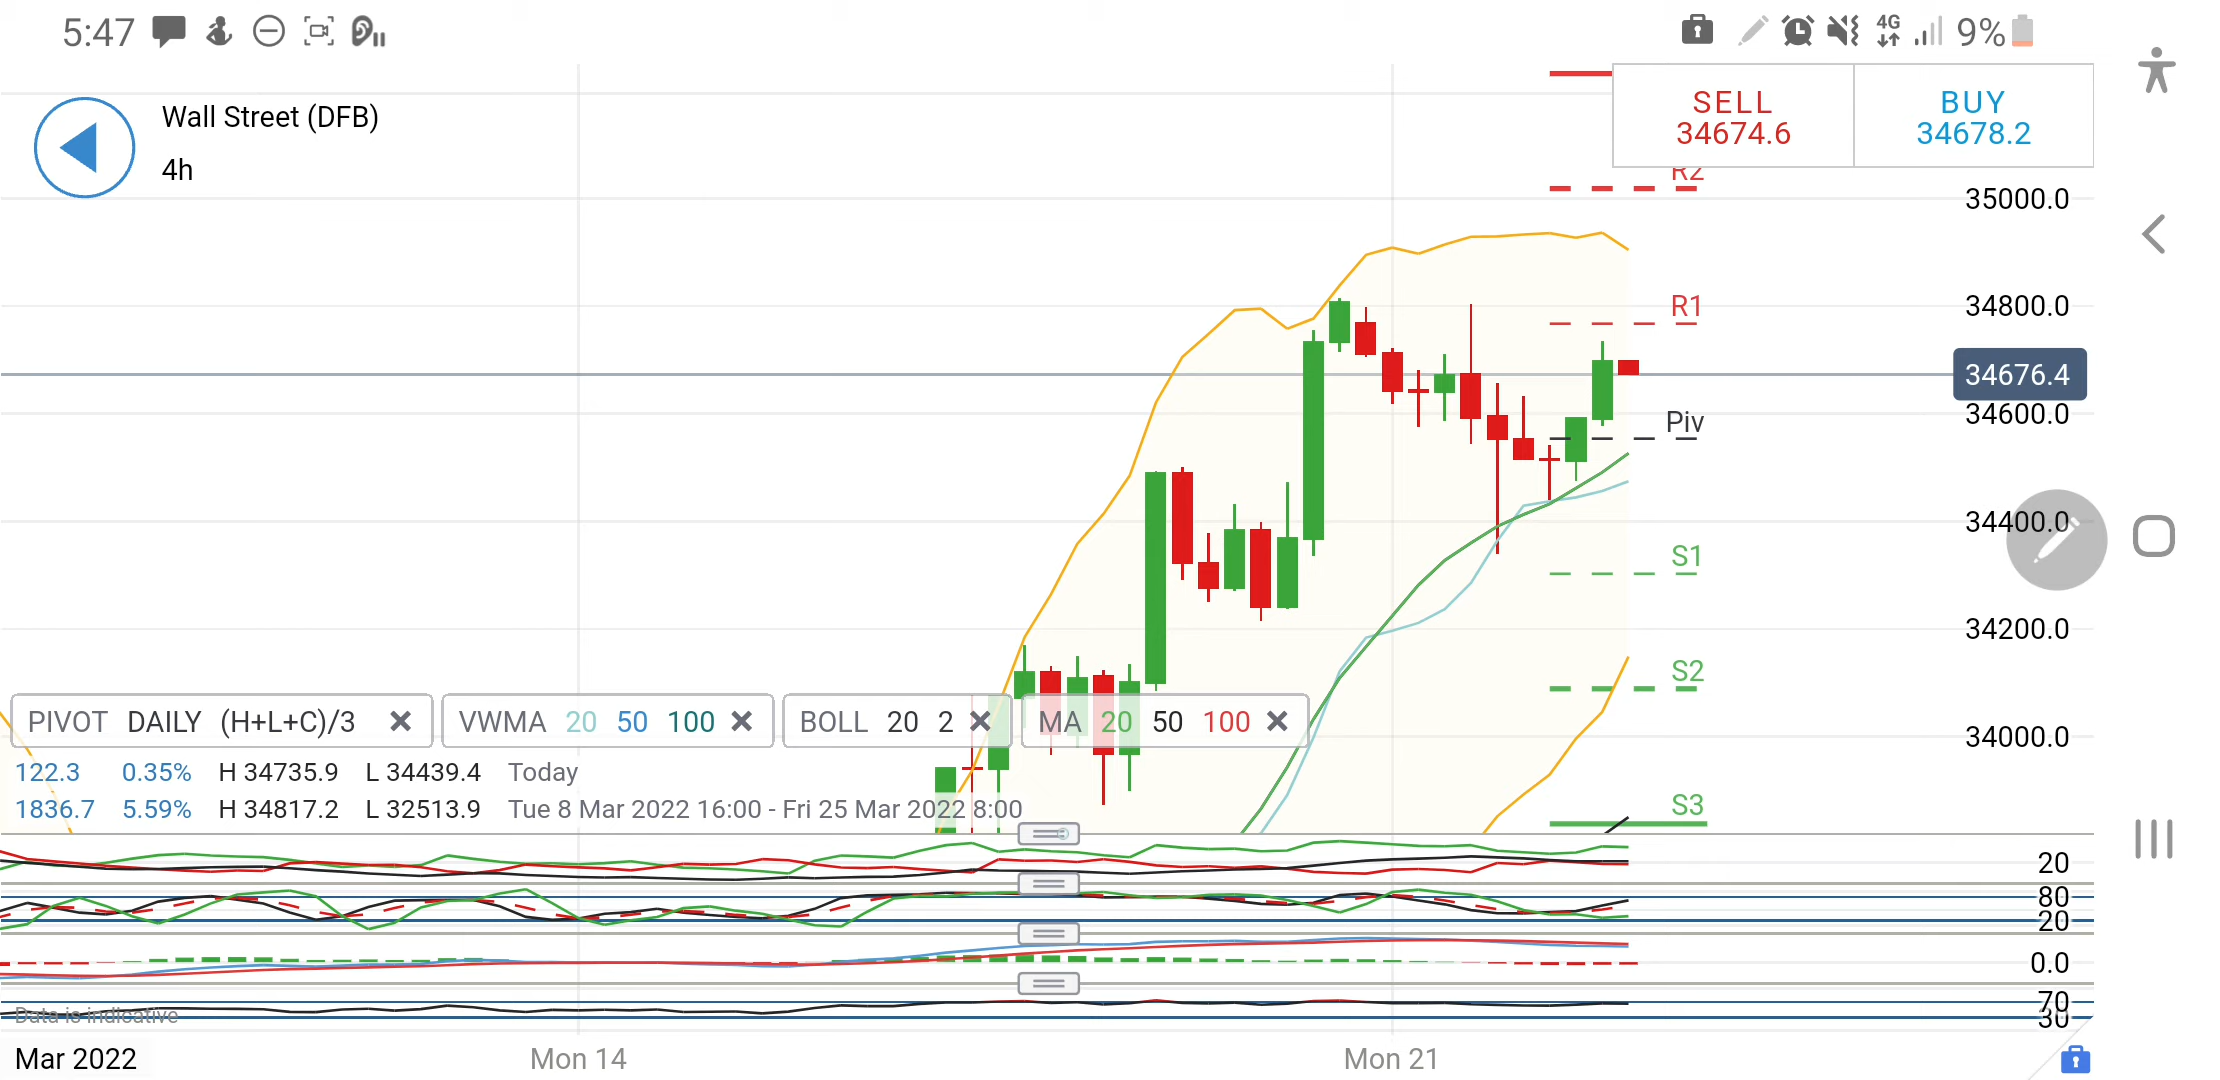 5:47
4G
9%
Wall Street (DFB)
4h
SELL
34674.6
BUY
34678.2
R2
35000.0
R1
34800.0
34676.4
34600.0
Piv
34400.0
S1
34200.0
S2
34000.0
S3
PIVOT DAILY (H+L+C)/3
VWMA 20 50 100
BOLL 20 2
MA 20 50 100
122.3 0.35% H 34735.9 L 34439.4 Today
1836.7 5.59% H 34817.2 L 32513.9 Tue 8 Mar 2022 16:00 - Fri 25 Mar 2022 8:00
20
80
20
0.0
70
30
Data is indicative
Mar 2022
Mon 14
Mon 21